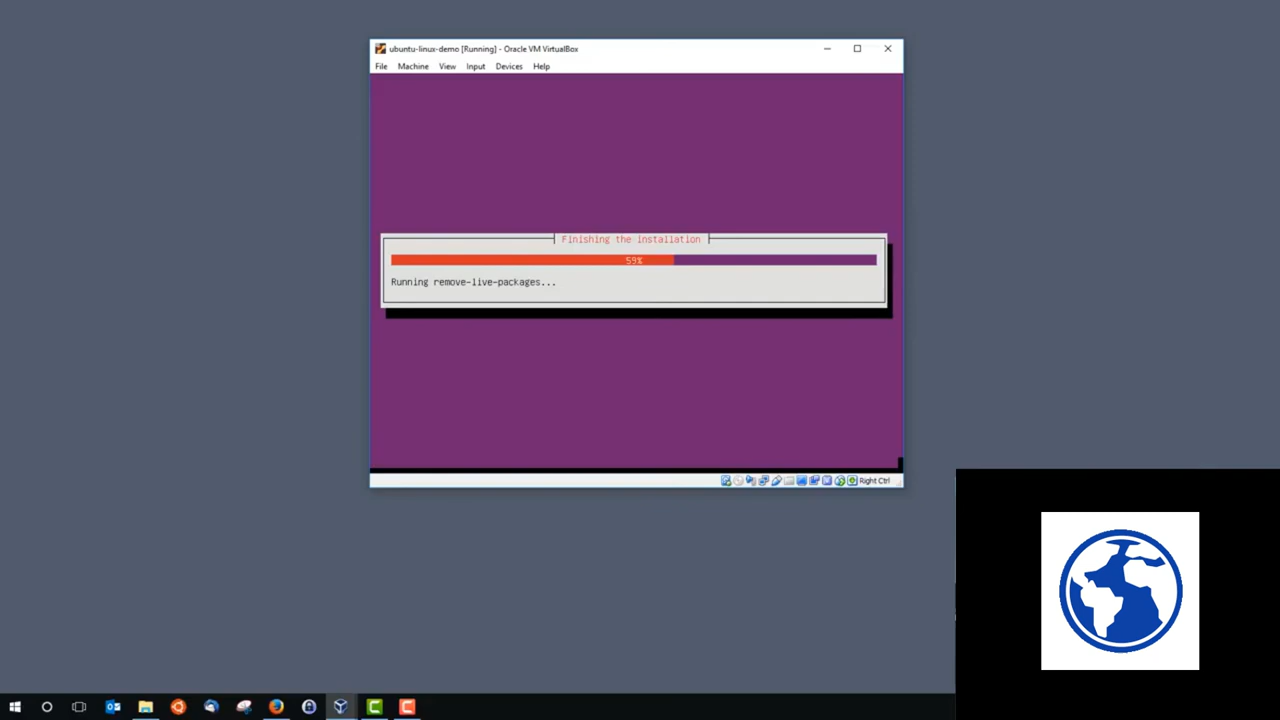 ubuntu-linux-demo [Running] - Oracle VM VirtualBox
File Machine View Input Devices Help
Finishing the installation
59%
Running remove-live-packages...
Right Ctrl